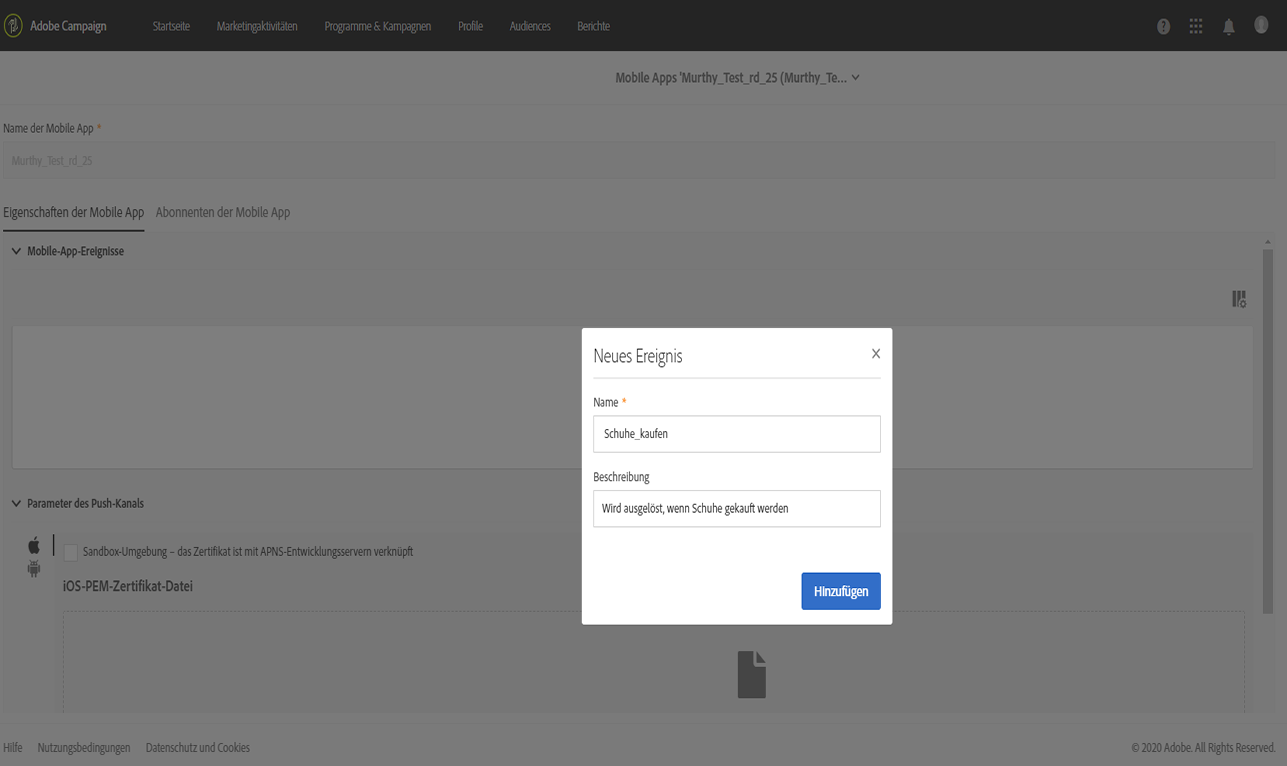 Adobe Campaign Startseite Marketingaktivitäten Programme & Kampagnen Profile Audiences Berichte
Mobile Apps 'Murthy_Test_rd_25 (Murthy_Te...
Name der Mobile App *
Murthy_Test_rd_25
Eigenschaften der Mobile App Abonnenten der Mobile App
Mobile-App-Ereignisse
Neues Ereignis X
Name *
Schuhe_kaufen
Beschreibung
Wird ausgelöst, wenn Schuhe gekauft werden
Hinzufügen
Parameter des Push-Kanals
Sandbox-Umgebung – das Zertifikat ist mit APNS-Entwicklungsservern verknüpft
iOS-PEM-Zertifikat-Datei
Hilfe Nutzungsbedingungen Datenschutz und Cookies © 2020 Adobe. All Rights Reserved.